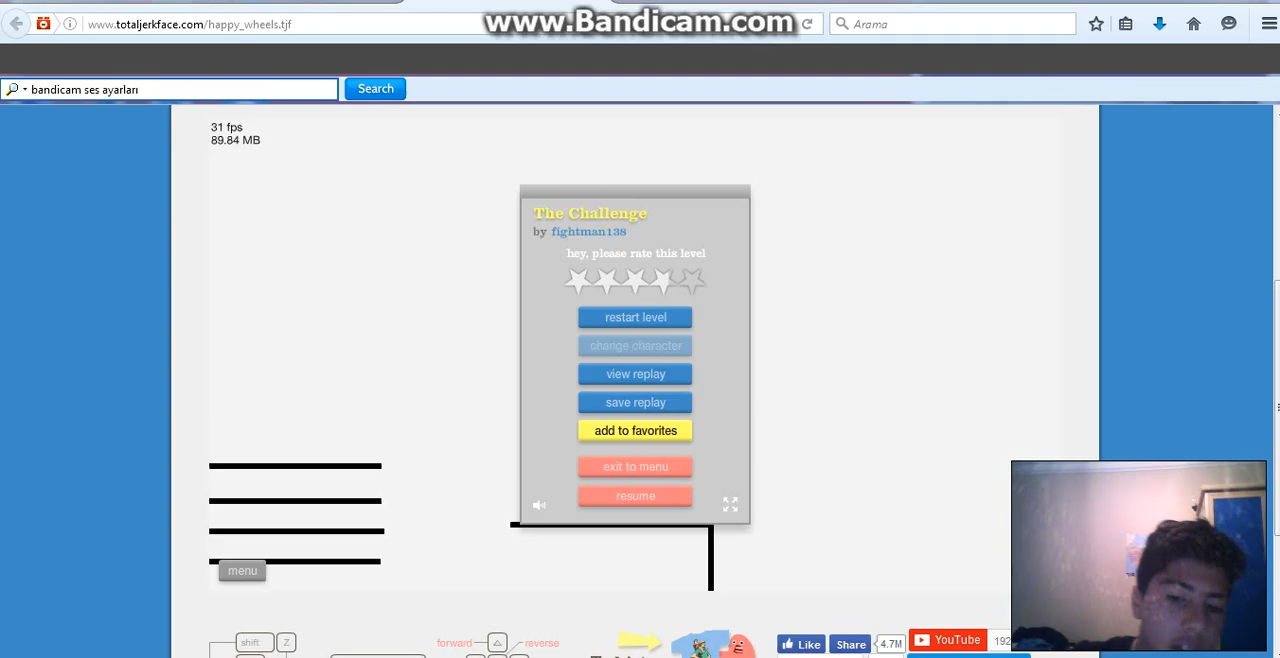 www.totaljerkface.com/happy_wheels.tjf
www.Bandicam.com
Arama
bandicam ses ayarları
Search
31 fps
89.84 MB
The Challenge
by fightman138
hey, please rate this level
restart level
change character
view replay
save replay
add to favorites
exit to menu
resume
menu
shift
Z
forward
reverse
Like
Share
4.7M
YouTube
192